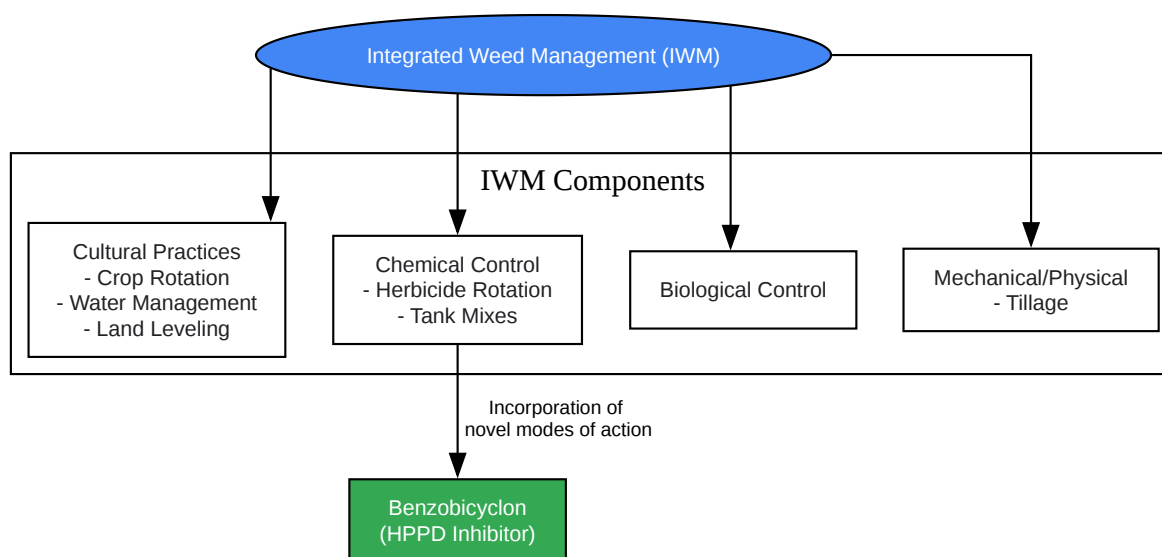 Integrated Weed Management (IWM)
IWM Components
Cultural Practices
- Crop Rotation
- Water Management
- Land Leveling
Chemical Control
- Herbicide Rotation
- Tank Mixes
Biological Control
Mechanical/Physical
- Tillage
Incorporation of
novel modes of action
Benzobicyclon
(HPPD Inhibitor)